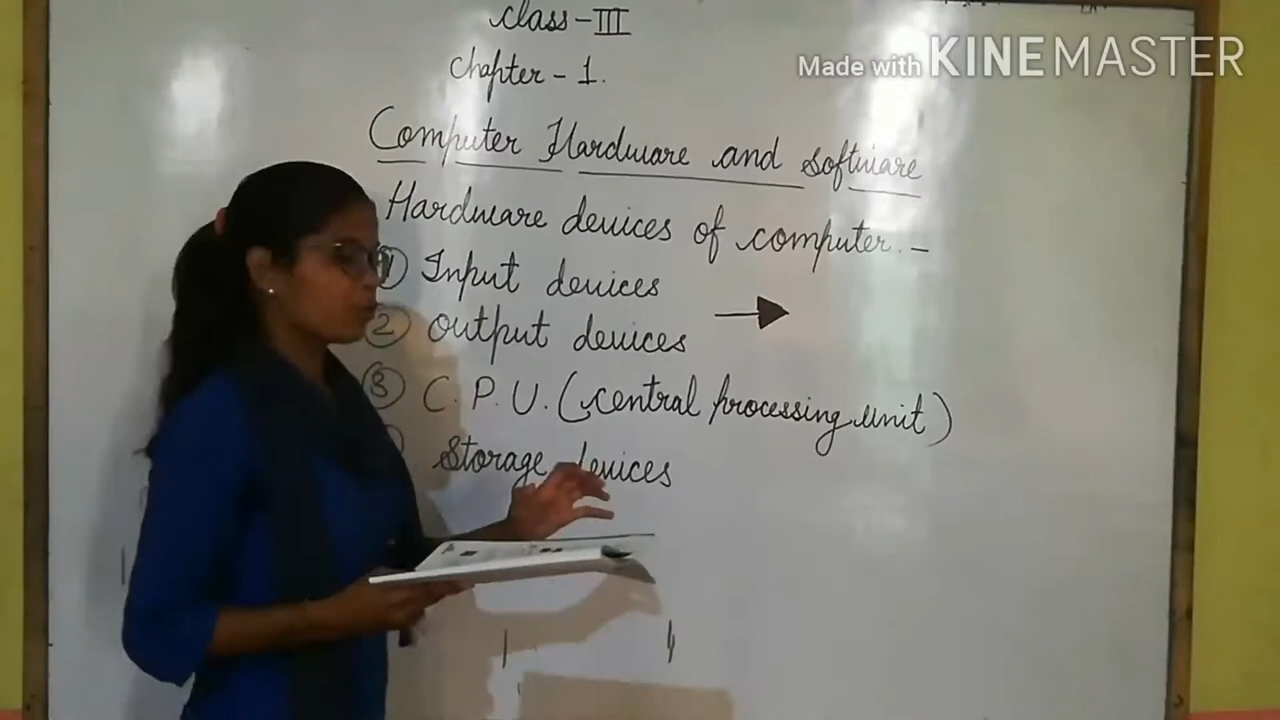 class-III
Made with KINEMASTER
Chapter - 1.
Computer Hardware and Software
Hardware devices of computer. -
1 Input devices
2 Output devices
3 C.P.U. (central processing unit)
Storage devices